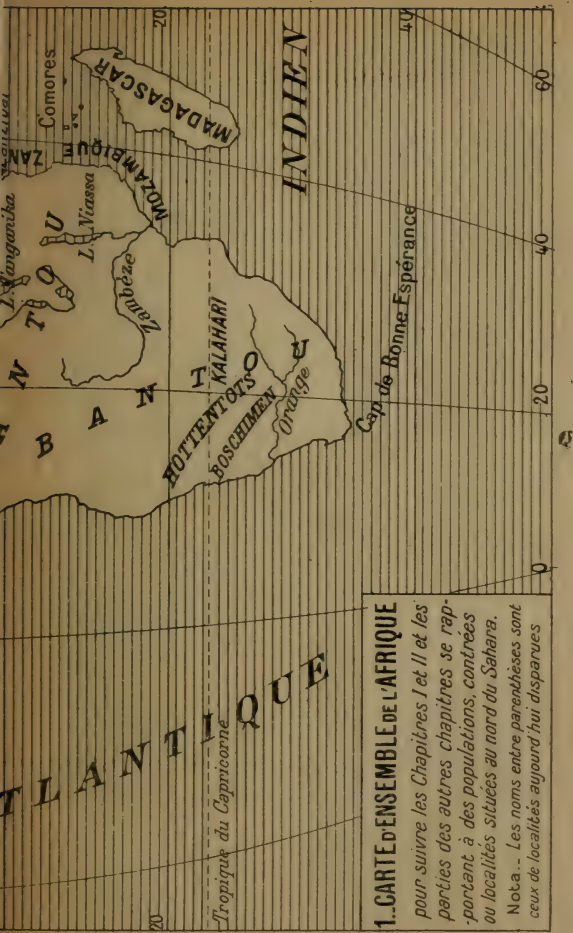 20
40
Comores
MADAGASCAR
INDIEN
ZAN
MOZAMBIQUE
L. Tanganika
L. Niassa
Zambèze
N T O U
B A N T O U
KALAHARI
HOTTENTOTS
BOSCHIMEN
Orange
Cap de Bonne Espérance
60
40
20
0
TLANTIQUE
Tropique du Capricorne
20
1.. CARTE D'ENSEMBLE DE L'AFRIQUE
pour suivre les Chapitres I et II et les
parties des autres chapitres se rap-
-portant à des populations, contrées
ou localités situées au nord du Sahara.
Nota.. Les noms entre parenthèses sont
ceux de localités aujourd'hui disparues